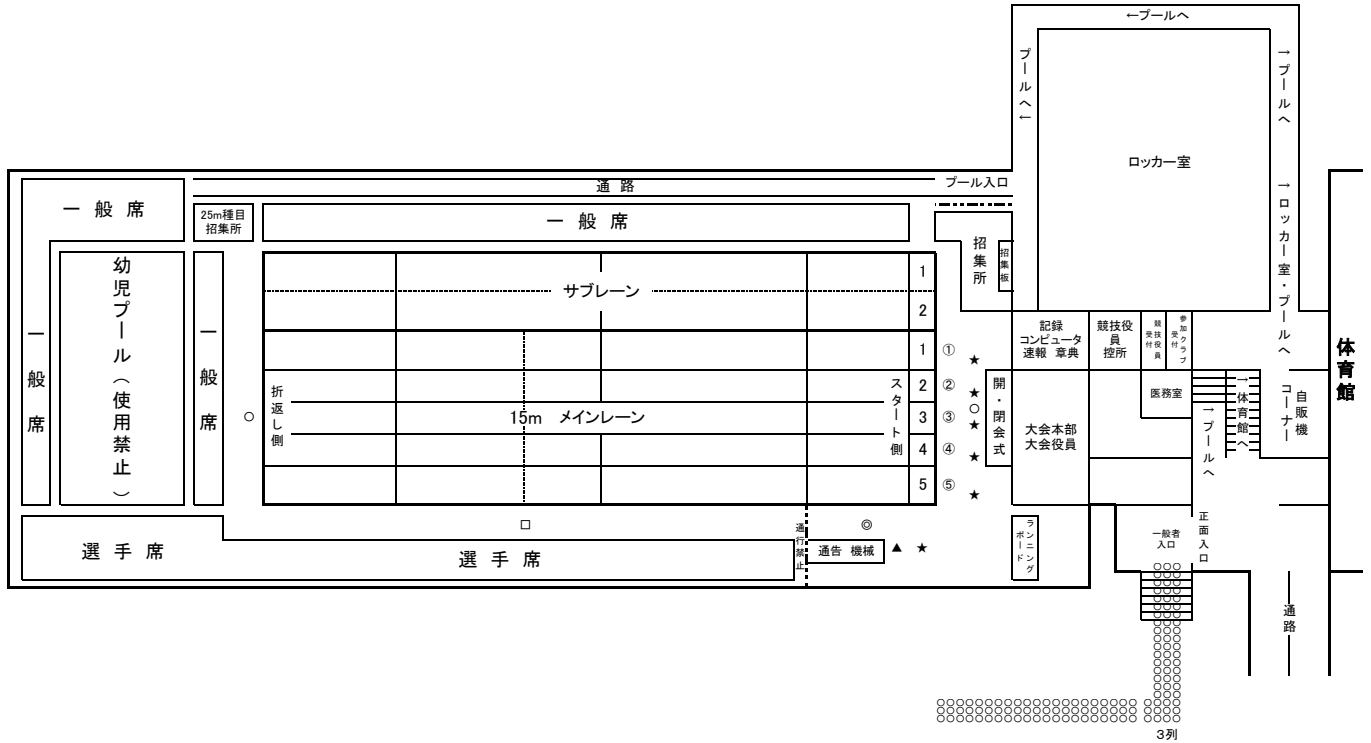 ←プールへ
プールへ←
→プールへ
ロッカー室
→ロッカー室・プールへ
通 路
プール入口
一 般 席
25m種目
招集所
一 般 席
招集所
招集板
幼児プール（使用禁止）
一般席
一般席
サブレーン
1
2
記録
コンピュータ
速報 章典
競技役
員
控所
競技役員
受付
参加クラブ
受付
体育館
1
2
3
4
5
①
②
③
④
⑤
★
★
○
★
★
★
折返し側
○
15m メインレーン
スタート側
開・閉会式
大会本部
大会役員
医務室
→プールへ
→体育館へ
自販機
コーナー
□
◎
通行禁止
通告 機械
▲ ★
選 手 席
選 手 席
ランニング
ボード
一般者
入口
正面入口
通路
3列